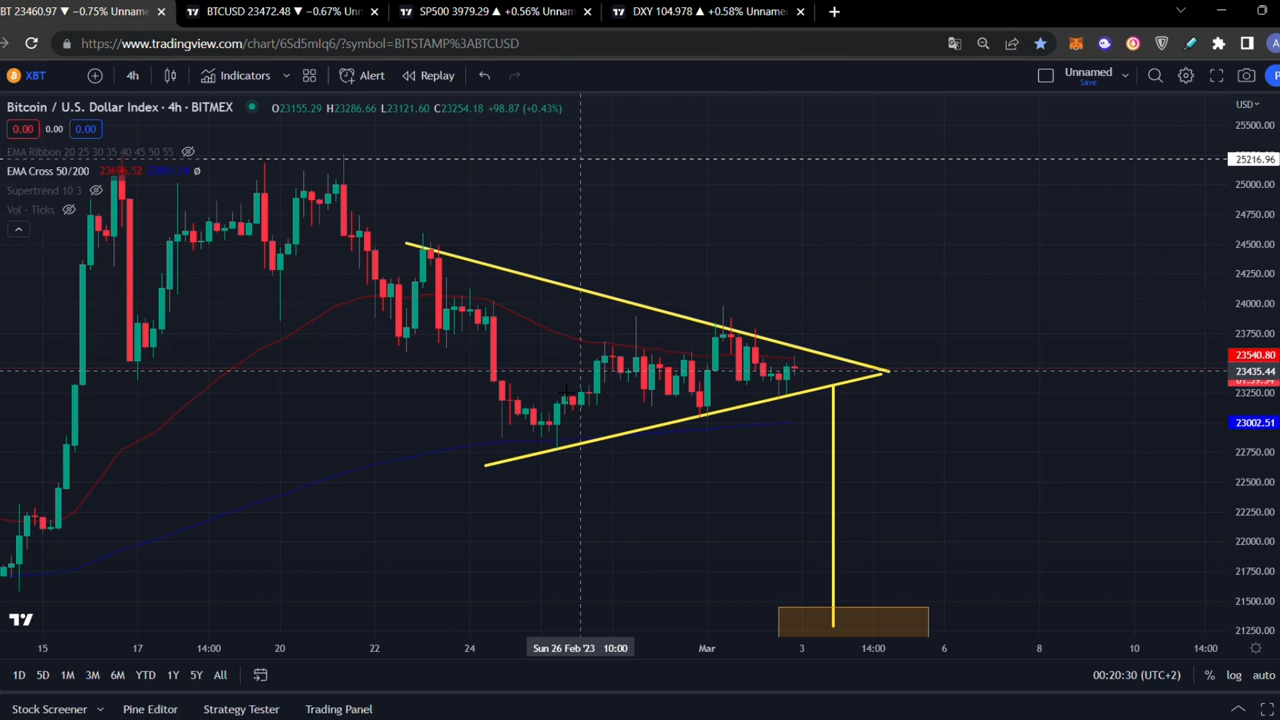 BT 23460.97 ▼ −0.75% Unname
BTCUSD 23472.48 ▼ −0.67% Unn
SP500 3979.29 ▲ +0.56% Unnam
DXY 104.978 ▲ +0.58% Unname
https://www.tradingview.com/chart/6Sd5mIq6/?symbol=BITSTAMP%3ABTCUSD
XBT
4h
Indicators
Alert
Replay
Unnamed
Save
Bitcoin / U.S. Dollar Index · 4h · BITMEX
O23155.29 H23286.66 L23121.60 C23254.18 +98.87 (+0.43%)
USD
0.00 0.00 0.00
EMA Ribbon 20 25 30 35 40 45 50 55
EMA Cross 50/200 23696.52 Ø
Supertrend 10 3
Vol · Ticks
25500.00
25216.96
25000.00
24750.00
24500.00
24250.00
24000.00
23750.00
23540.80
23435.44
23250.00
23002.51
22750.00
22500.00
22250.00
22000.00
21750.00
21500.00
21250.00
15 17 14:00 20 22 24 Sun 26 Feb '23 10:00 Mar 3 14:00 6 8 10 14:00
1D 5D 1M 3M 6M YTD 1Y 5Y All
00:20:30 (UTC+2) % log auto
Stock Screener Pine Editor Strategy Tester Trading Panel